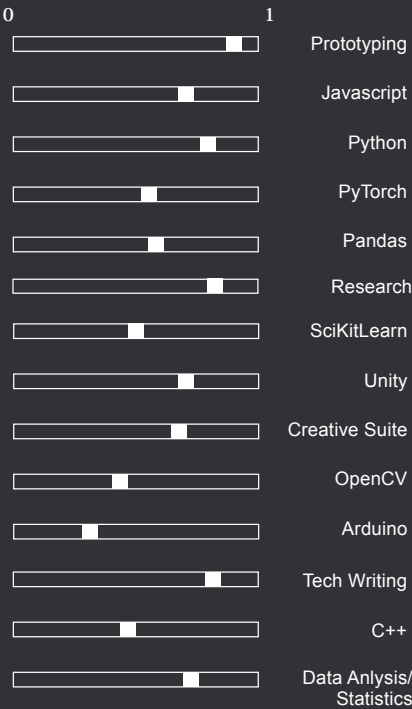 0 1
Prototyping
Javascript
Python
PyTorch
Pandas
Research
SciKitLearn
Unity
Creative Suite
OpenCV
Arduino
Tech Writing
C++
Data Anlysis/
Statistics